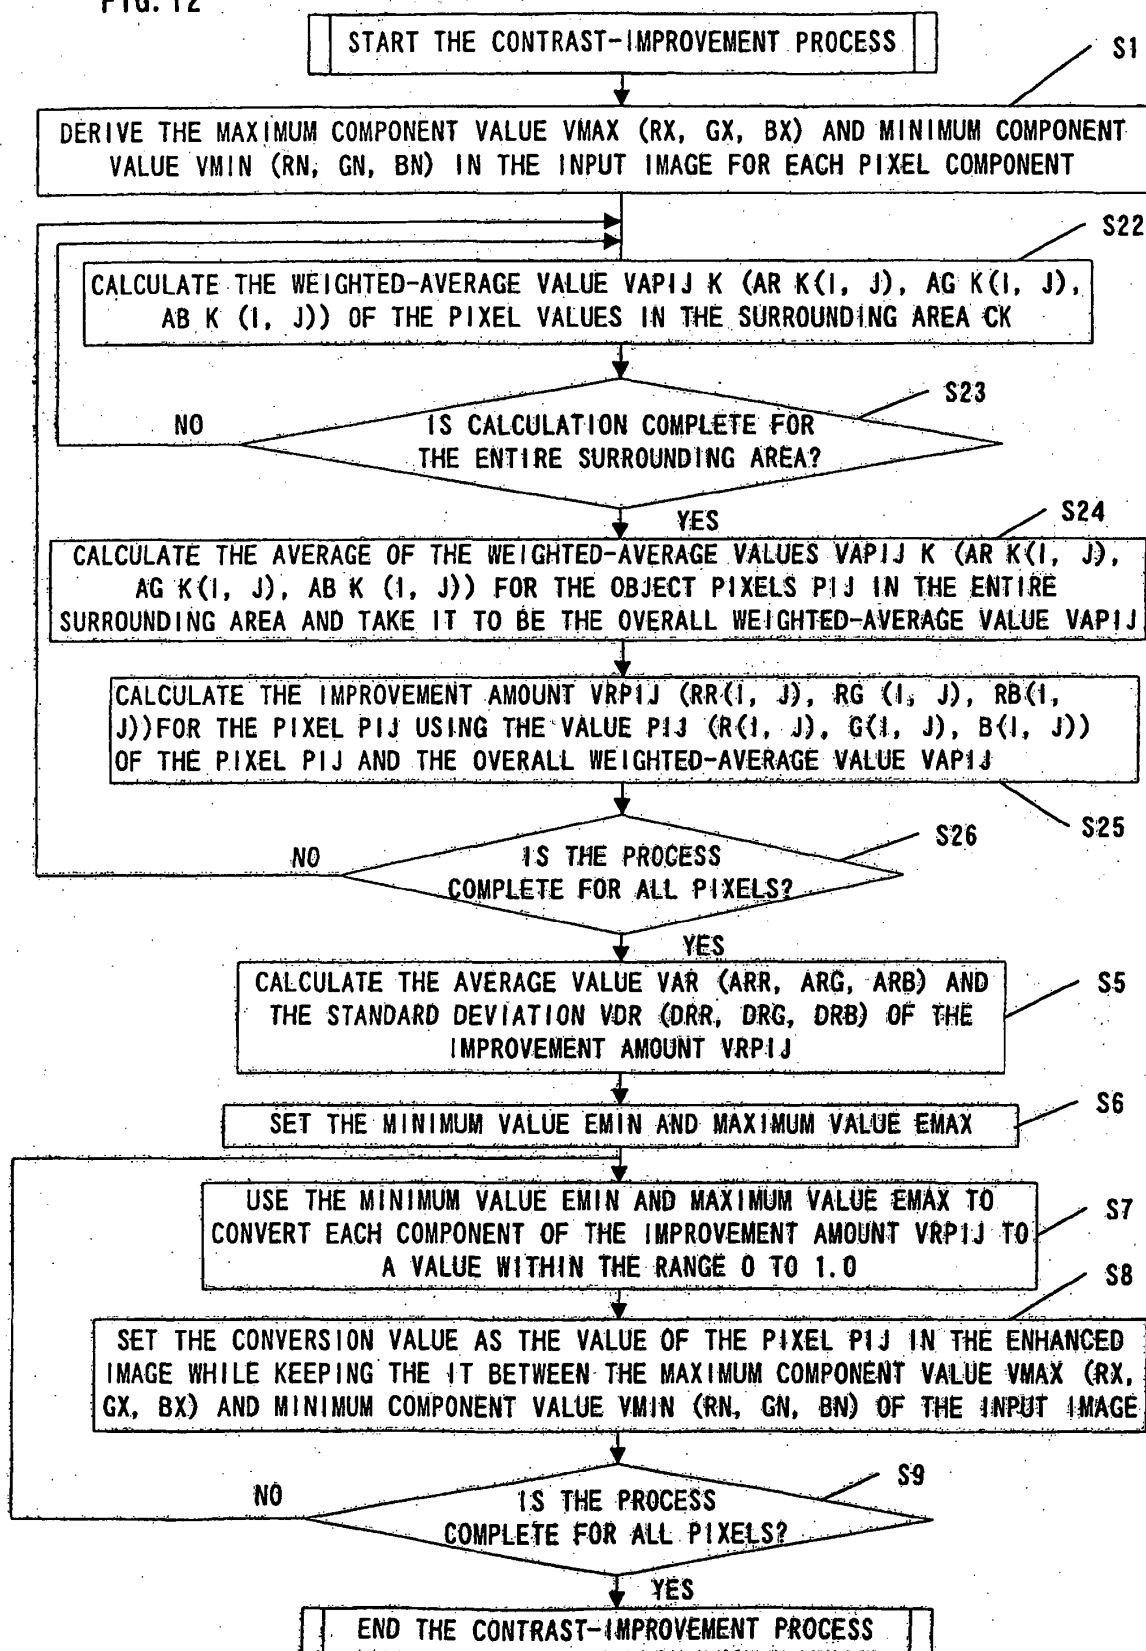 FIG. 12
START THE CONTRAST-IMPROVEMENT PROCESS
S1
DERIVE THE MAXIMUM COMPONENT VALUE VMAX (RX, GX, BX) AND MINIMUM COMPONENT
VALUE VMIN (RN, GN, BN) IN THE INPUT IMAGE FOR EACH PIXEL COMPONENT
S22
CALCULATE THE WEIGHTED-AVERAGE VALUE VAPIJ K (AR K(I, J), AG K(I, J),
AB K (I, J)) OF THE PIXEL VALUES IN THE SURROUNDING AREA CK
S23
NO
IS CALCULATION COMPLETE FOR
THE ENTIRE SURROUNDING AREA?
YES
S24
CALCULATE THE AVERAGE OF THE WEIGHTED-AVERAGE VALUES VAPIJ K (AR K(I, J),
AG K(I, J), AB K (I, J)) FOR THE OBJECT PIXELS PIJ IN THE ENTIRE
SURROUNDING AREA AND TAKE IT TO BE THE OVERALL WEIGHTED-AVERAGE VALUE VAPIJ
CALCULATE THE IMPROVEMENT AMOUNT VRPIJ (RR(I, J), RG (I, J), RB(I,
J))FOR THE PIXEL PIJ USING THE VALUE PIJ (R(I, J), G(I, J), B(I, J))
OF THE PIXEL PIJ AND THE OVERALL WEIGHTED-AVERAGE VALUE VAPIJ
S25
S26
NO
IS THE PROCESS
COMPLETE FOR ALL PIXELS?
YES
CALCULATE THE AVERAGE VALUE VAR (ARR, ARG, ARB) AND
THE STANDARD DEVIATION VDR (DRR, DRG, DRB) OF THE
IMPROVEMENT AMOUNT VRPIJ
S5
S6
SET THE MINIMUM VALUE EMIN AND MAXIMUM VALUE EMAX
USE THE MINIMUM VALUE EMIN AND MAXIMUM VALUE EMAX TO
CONVERT EACH COMPONENT OF THE IMPROVEMENT AMOUNT VRPIJ TO
A VALUE WITHIN THE RANGE 0 TO 1.0
S7
S8
SET THE CONVERSION VALUE AS THE VALUE OF THE PIXEL PIJ IN THE ENHANCED
IMAGE WHILE KEEPING THE IT BETWEEN THE MAXIMUM COMPONENT VALUE VMAX (RX,
GX, BX) AND MINIMUM COMPONENT VALUE VMIN (RN, GN, BN) OF THE INPUT IMAGE
S9
NO
IS THE PROCESS
COMPLETE FOR ALL PIXELS?
YES
END THE CONTRAST-IMPROVEMENT PROCESS